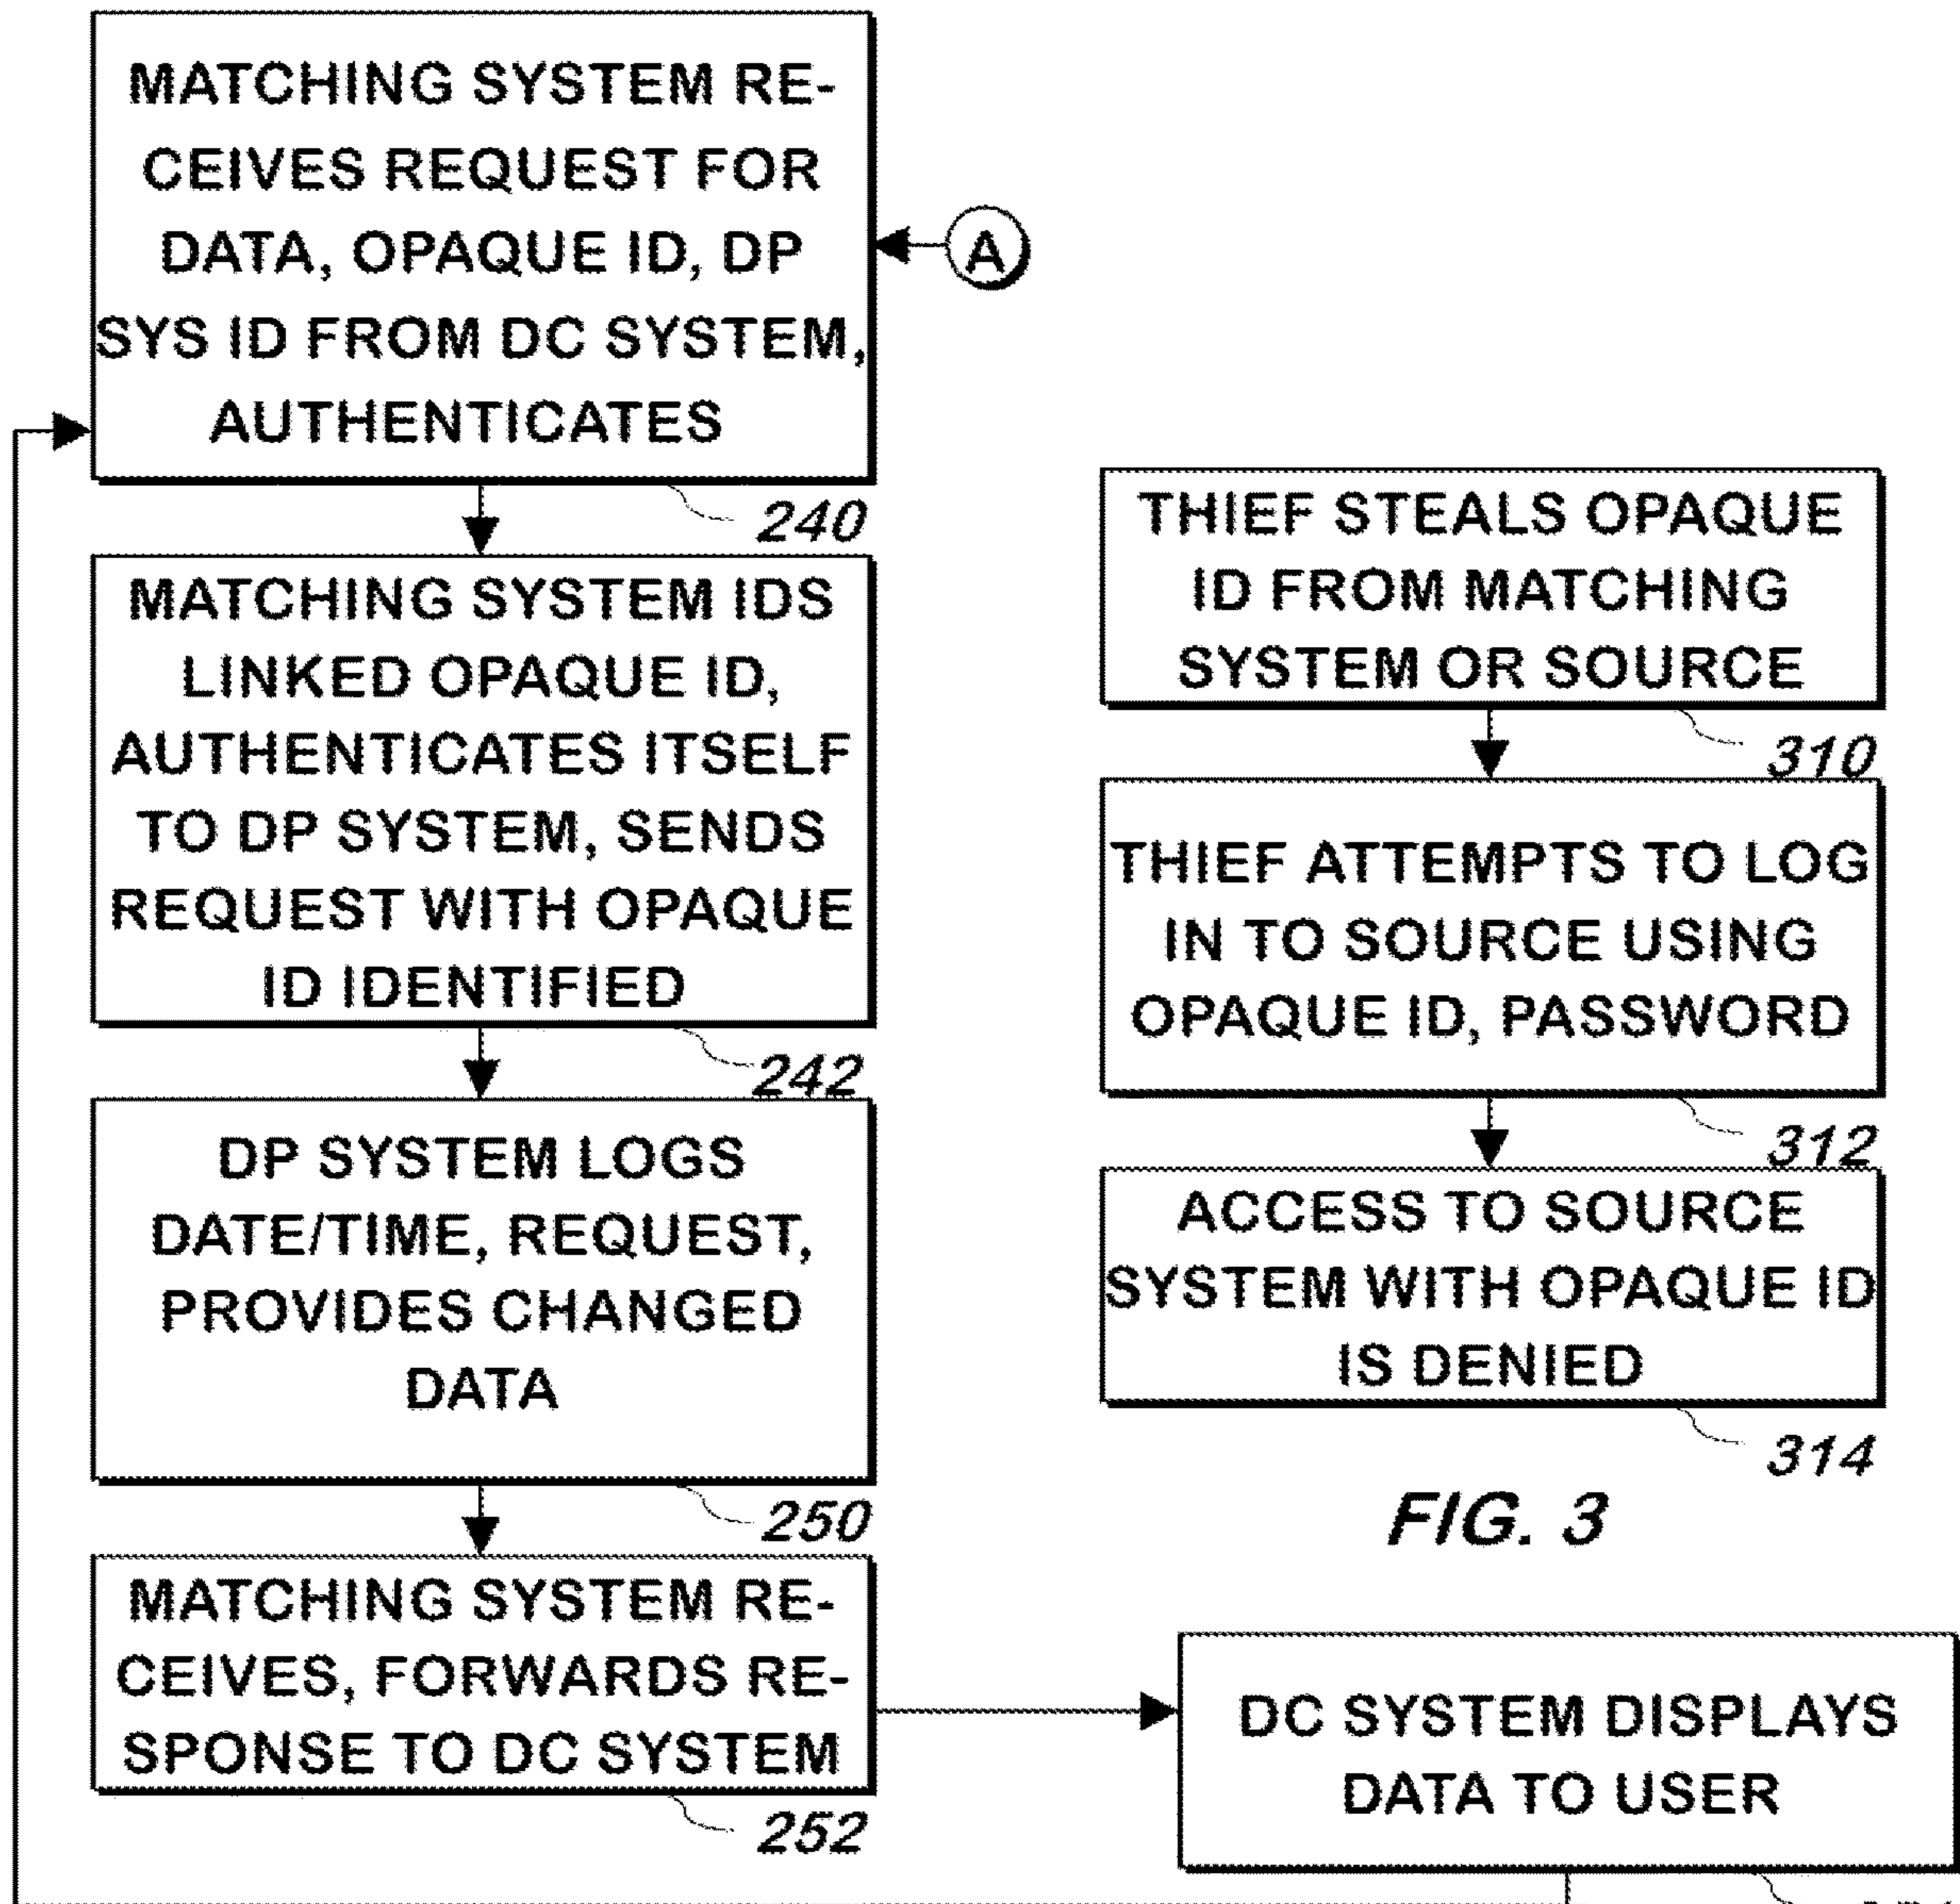 MATCHING SYSTEM RE-
CEIVES REQUEST FOR
DATA, OPAQUE ID, DP
SYS ID FROM DC SYSTEM,
AUTHENTICATES
A
240
MATCHING SYSTEM IDS
LINKED OPAQUE ID,
AUTHENTICATES ITSELF
TO DP SYSTEM, SENDS
REQUEST WITH OPAQUE
ID IDENTIFIED
242
DP SYSTEM LOGS
DATE/TIME, REQUEST,
PROVIDES CHANGED
DATA
250
MATCHING SYSTEM RE-
CEIVES, FORWARDS RE-
SPONSE TO DC SYSTEM
252
THIEF STEALS OPAQUE
ID FROM MATCHING
SYSTEM OR SOURCE
310
THIEF ATTEMPTS TO LOG
IN TO SOURCE USING
OPAQUE ID, PASSWORD
312
ACCESS TO SOURCE
SYSTEM WITH OPAQUE ID
IS DENIED
314
FIG. 3
DC SYSTEM DISPLAYS
DATA TO USER